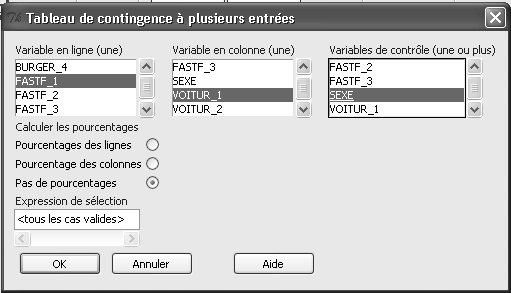 Tableau de contingence à plusieurs entrées
Variable en ligne (une)
BURGER_4
FASTF_1
FASTF_2
FASTF_3
Variable en colonne (une)
FASTF_3
SEXE
VOITUR_1
VOITUR_2
Variables de contrôle (une ou plus)
FASTF_2
FASTF_3
SEXE
VOITUR_1
Calculer les pourcentages
Pourcentages des lignes
Pourcentage des colonnes
Pas de pourcentages
Expression de sélection
<tous les cas valides>
OK Annuler Aide